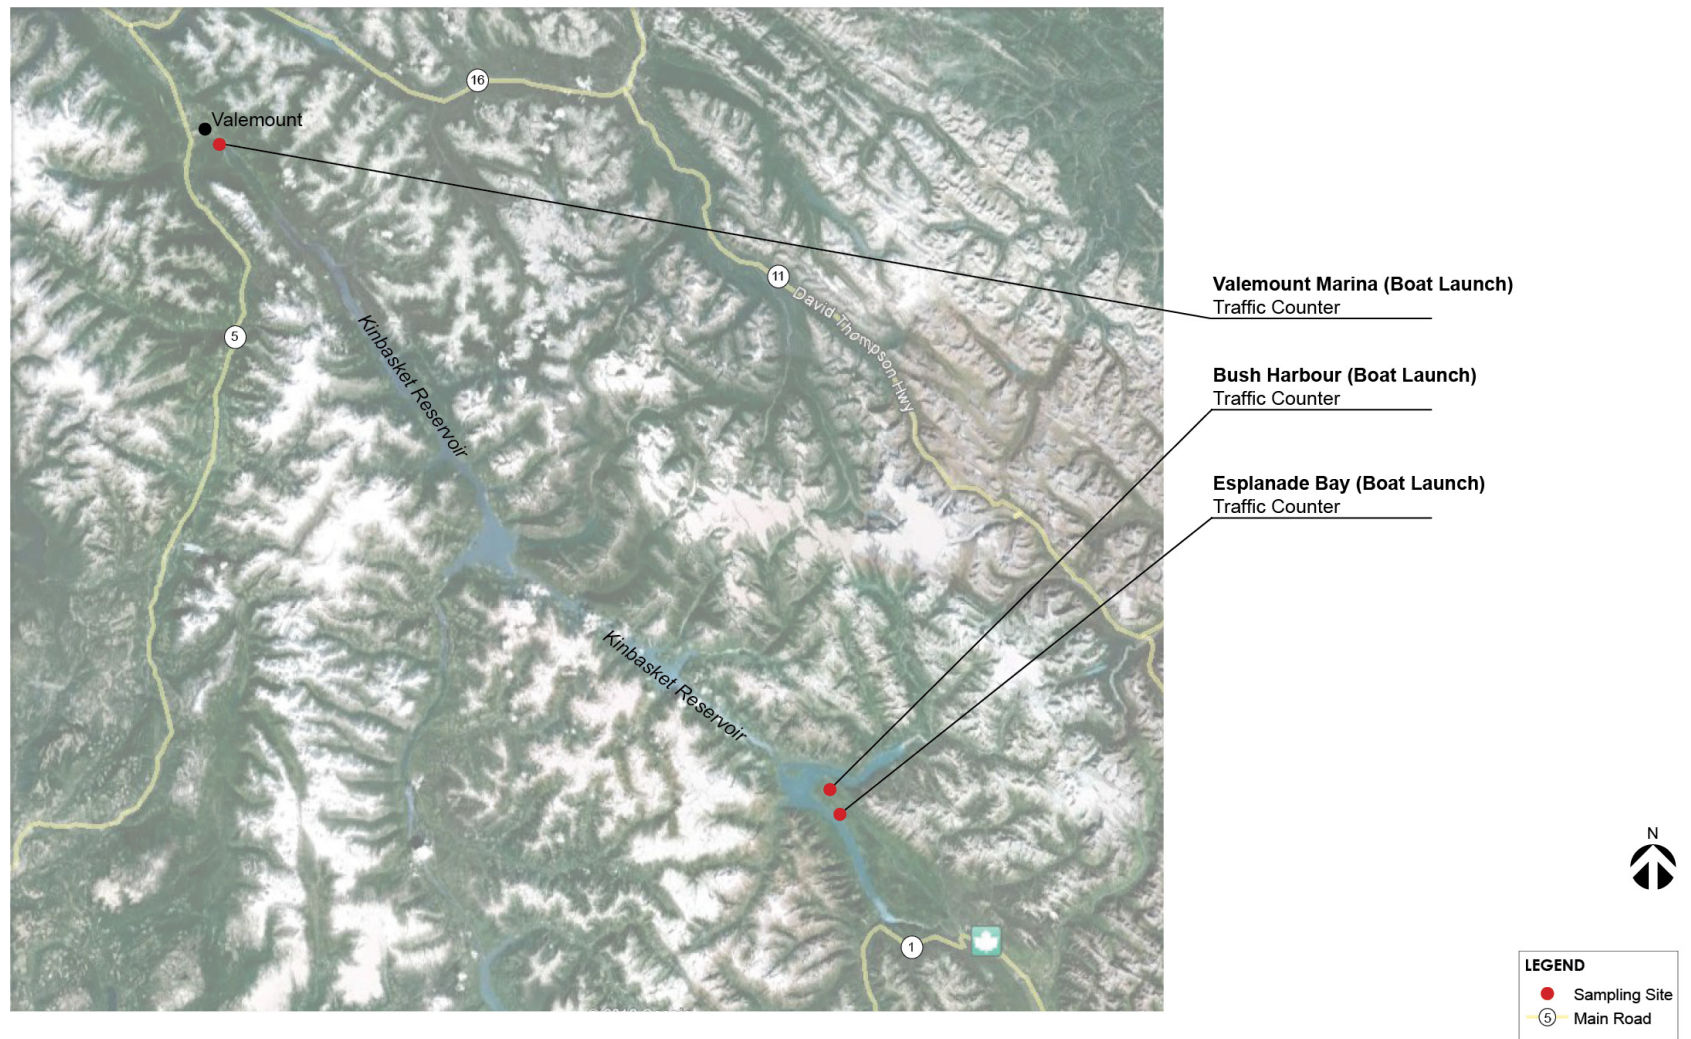 16
Valemount
11
David Thompson Hwy
Valemount Marina (Boat Launch)
Traffic Counter
5
Kinbasket Reservoir
Bush Harbour (Boat Launch)
Traffic Counter
Esplanade Bay (Boat Launch)
Traffic Counter
Kinbasket Reservoir
N
1
LEGEND
Sampling Site
5 Main Road